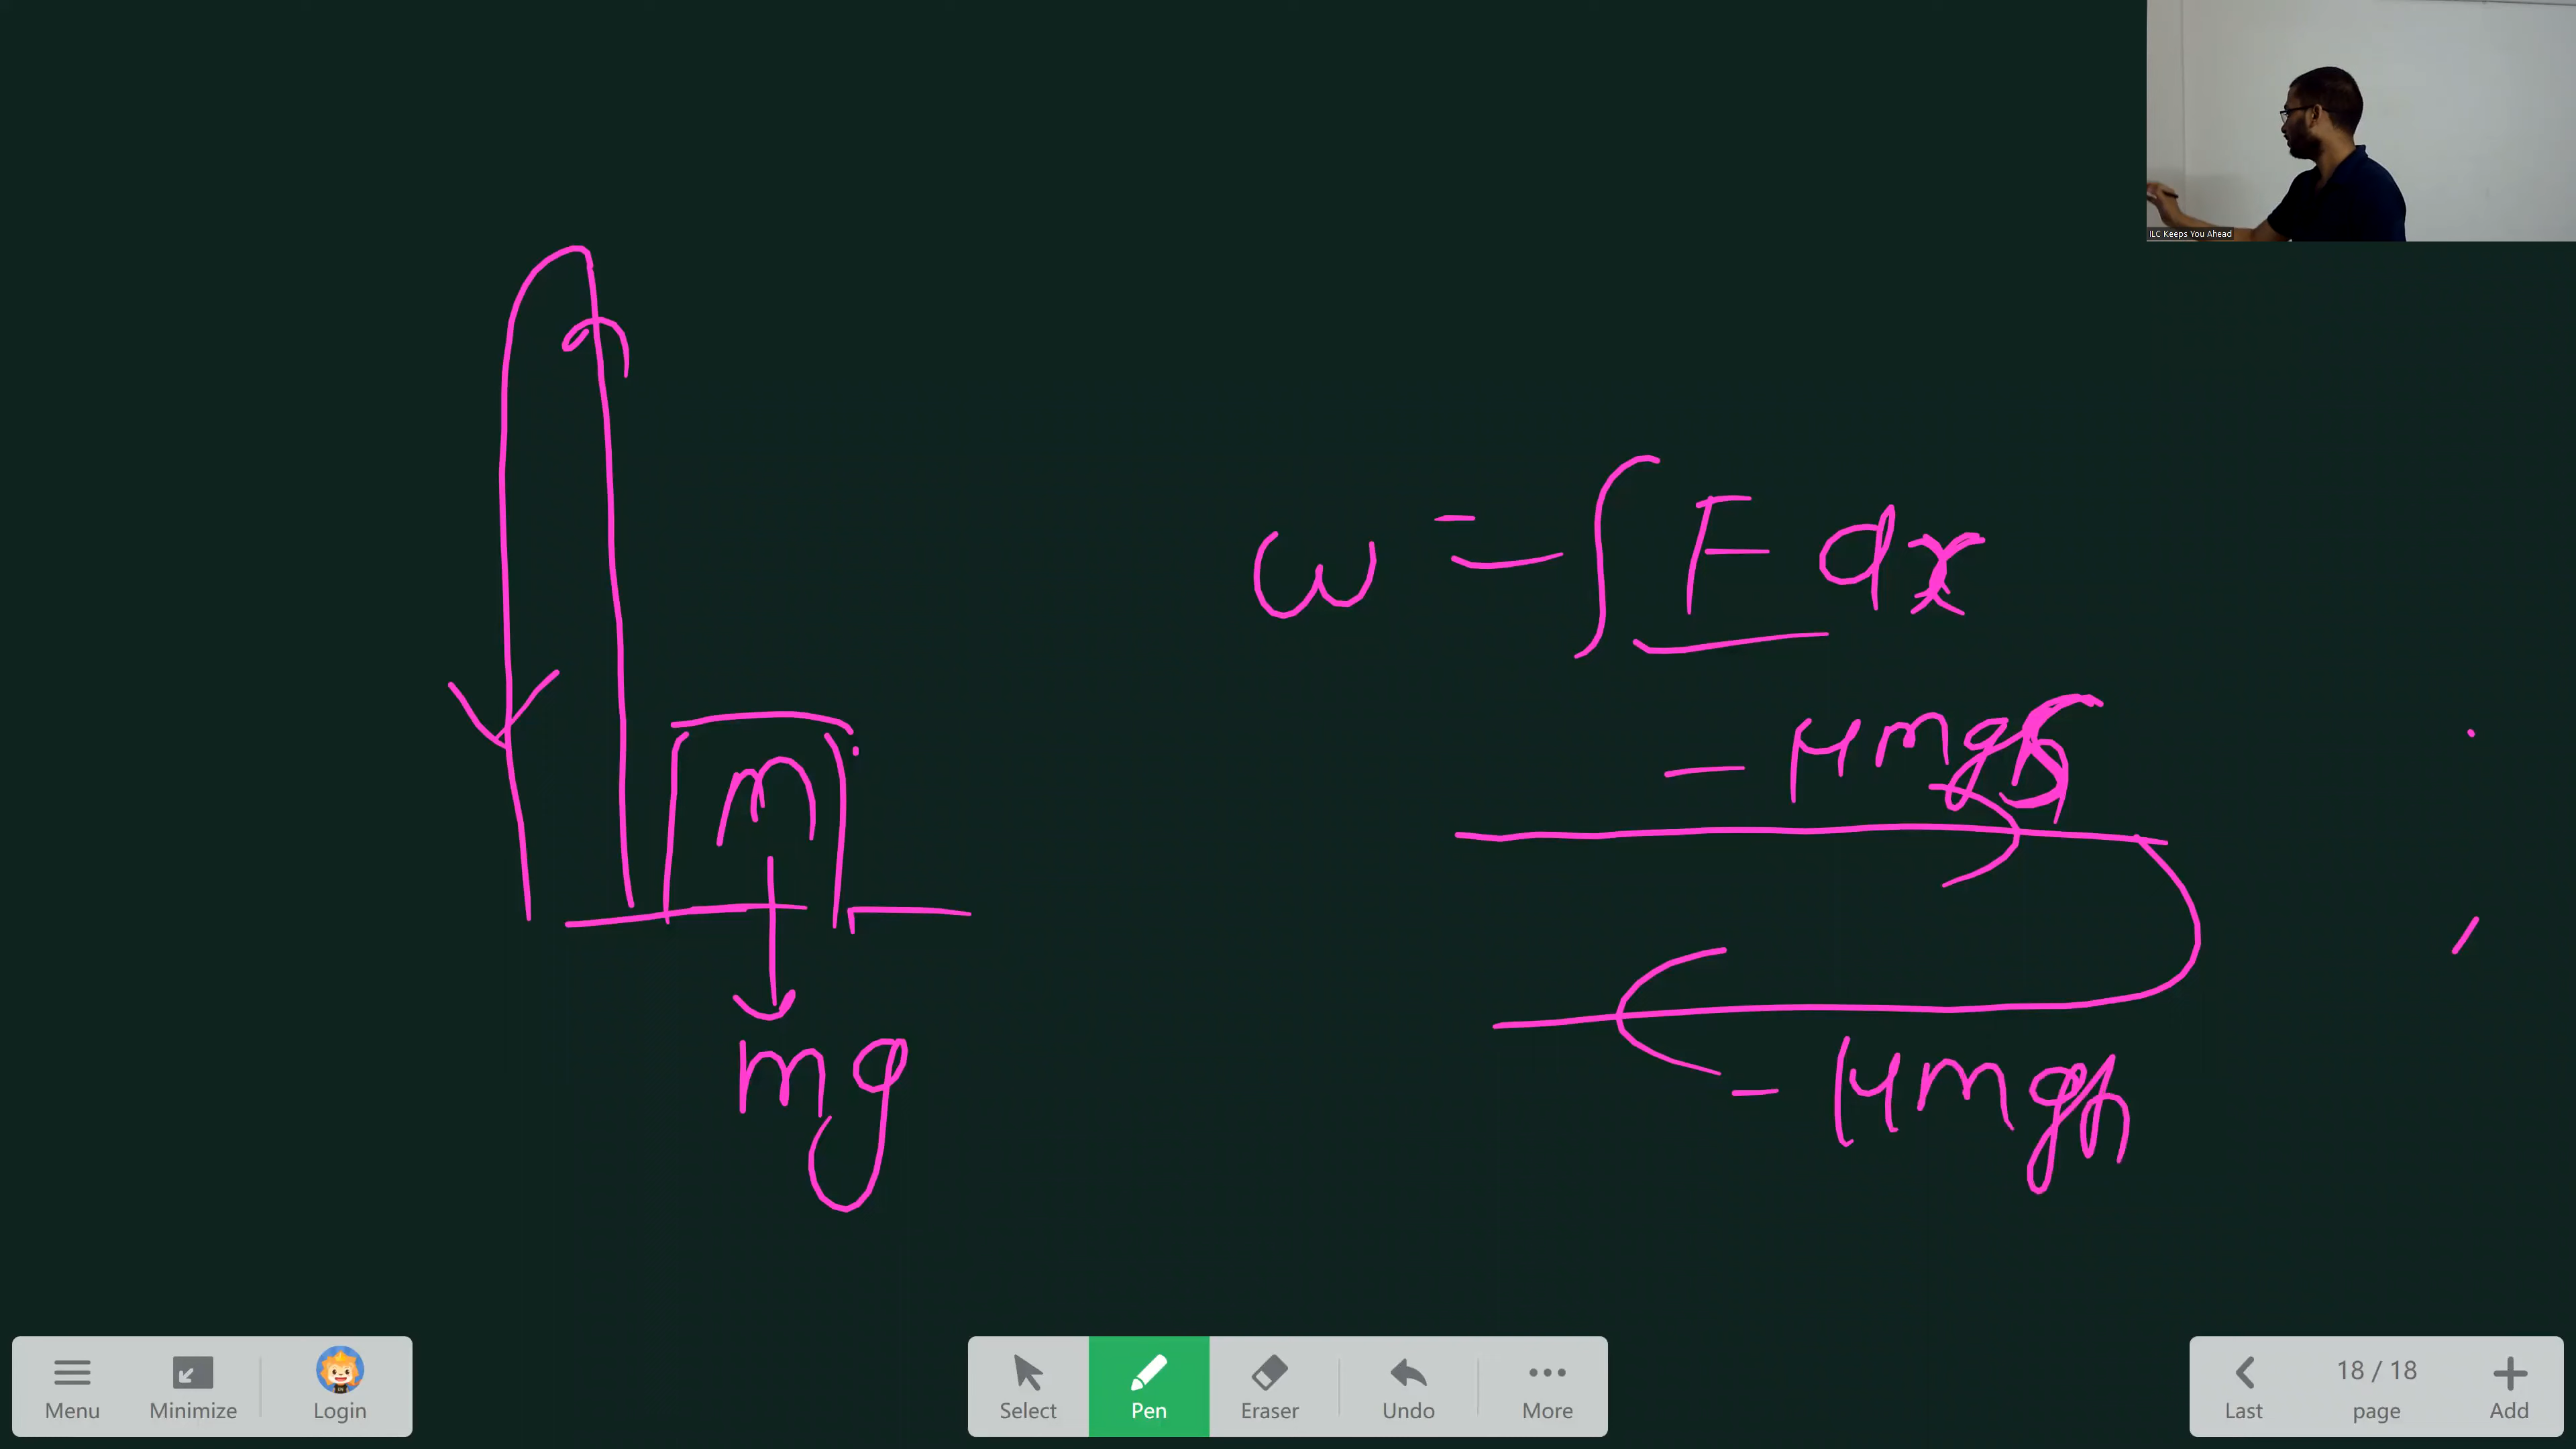 ILC Keeps You Ahead
ω = -∫ F dx
m
- μmg
mg
- μmgh
Menu
Minimize
Login
Select
Pen
Eraser
Undo
More
Last
18 / 18
page
Add